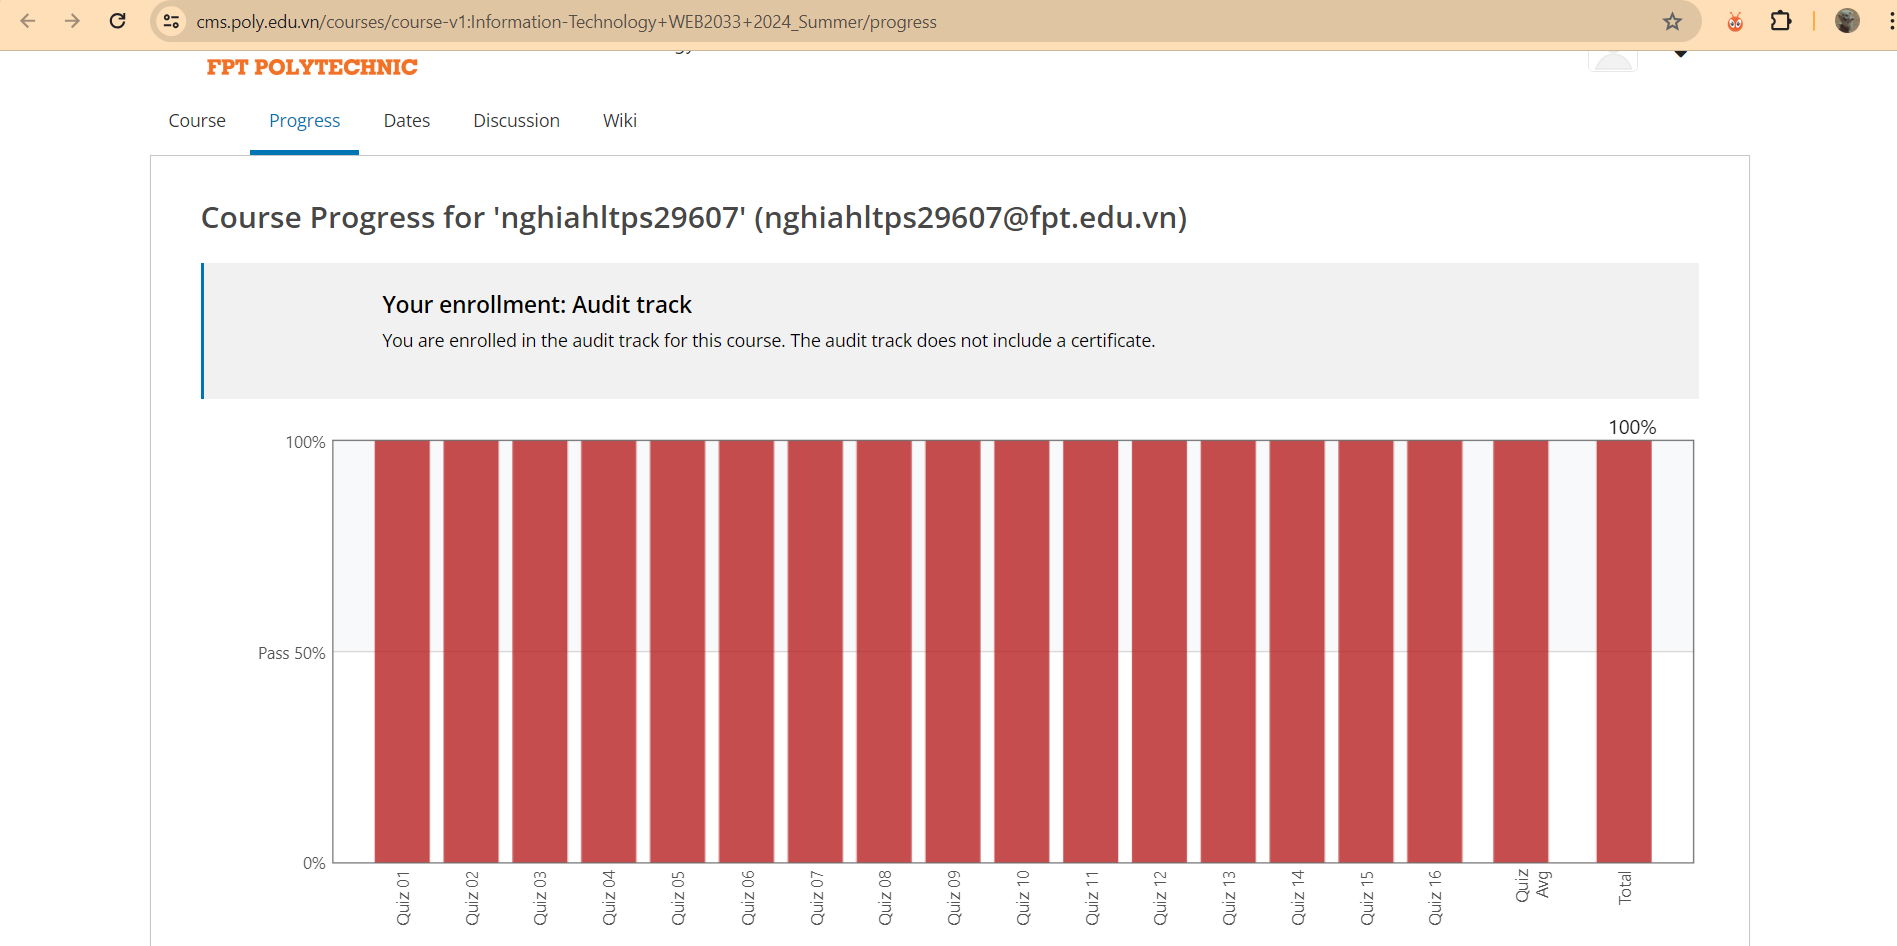 cms.poly.edu.vn/courses/course-v1:Information-Technology+WEB2033+2024_Summer/progress
FPT POLYTECHNIC
Course
Progress
Dates
Discussion
Wiki
Course Progress for 'nghiahltps29607' (nghiahltps29607@fpt.edu.vn)
Your enrollment: Audit track
You are enrolled in the audit track for this course. The audit track does not include a certificate.
100%
100%
Pass 50%
0%
Quiz 01
Quiz 02
Quiz 03
Quiz 04
Quiz 05
Quiz 06
Quiz 07
Quiz 08
Quiz 09
Quiz 10
Quiz 11
Quiz 12
Quiz 13
Quiz 14
Quiz 15
Quiz 16
Quiz
Avg
Total